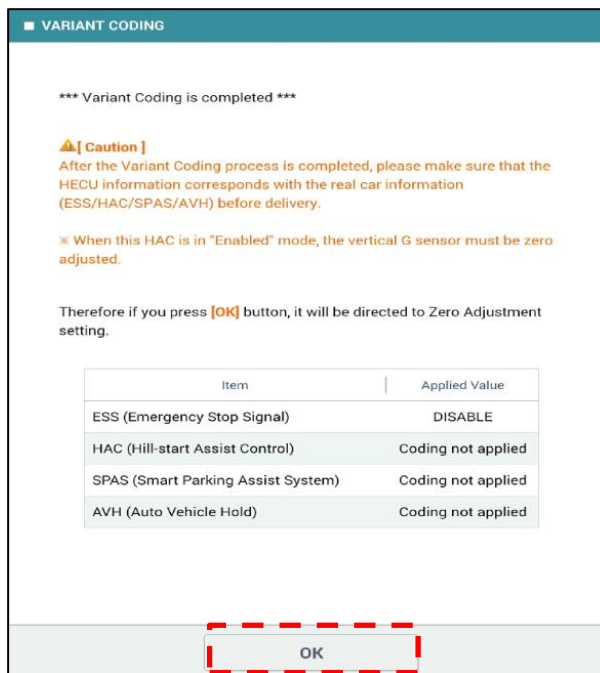 VARIANT CODING
*** Variant Coding is completed ***
[ Caution ]
After the Variant Coding process is completed, please make sure that the
HECU information corresponds with the real car information
(ESS/HAC/SPAS/AVH) before delivery.
※ When this HAC is in "Enabled" mode, the vertical G sensor must be zero
adjusted.
Therefore if you press [OK] button, it will be directed to Zero Adjustment
setting.
Item Applied Value
ESS (Emergency Stop Signal) DISABLE
HAC (Hill-start Assist Control) Coding not applied
SPAS (Smart Parking Assist System) Coding not applied
AVH (Auto Vehicle Hold) Coding not applied
OK